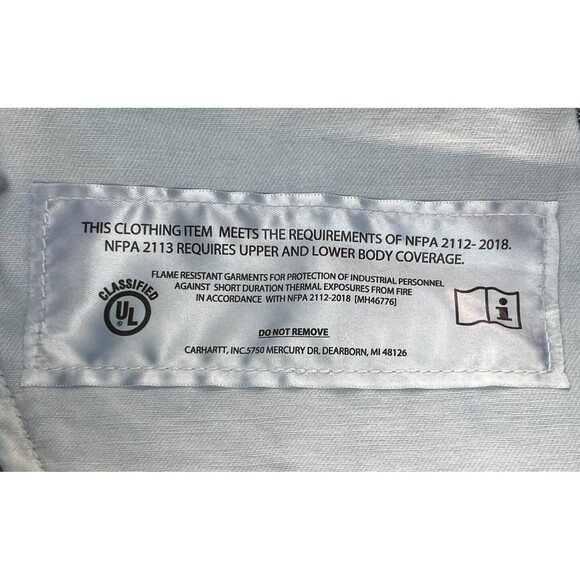 THIS CLOTHING ITEM MEETS THE REQUIREMENTS OF NFPA 2112- 2018.
NFPA 2113 REQUIRES UPPER AND LOWER BODY COVERAGE.
FLAME RESISTANT GARMENTS FOR PROTECTION OF INDUSTRIAL PERSONNEL
AGAINST SHORT DURATION THERMAL EXPOSURES FROM FIRE
IN ACCORDANCE WITH NFPA 2112-2018 [MH46776]
CLASSIFIED
UL
i
DO NOT REMOVE
CARHARTT, INC.5750 MERCURY DR. DEARBORN, MI 48126